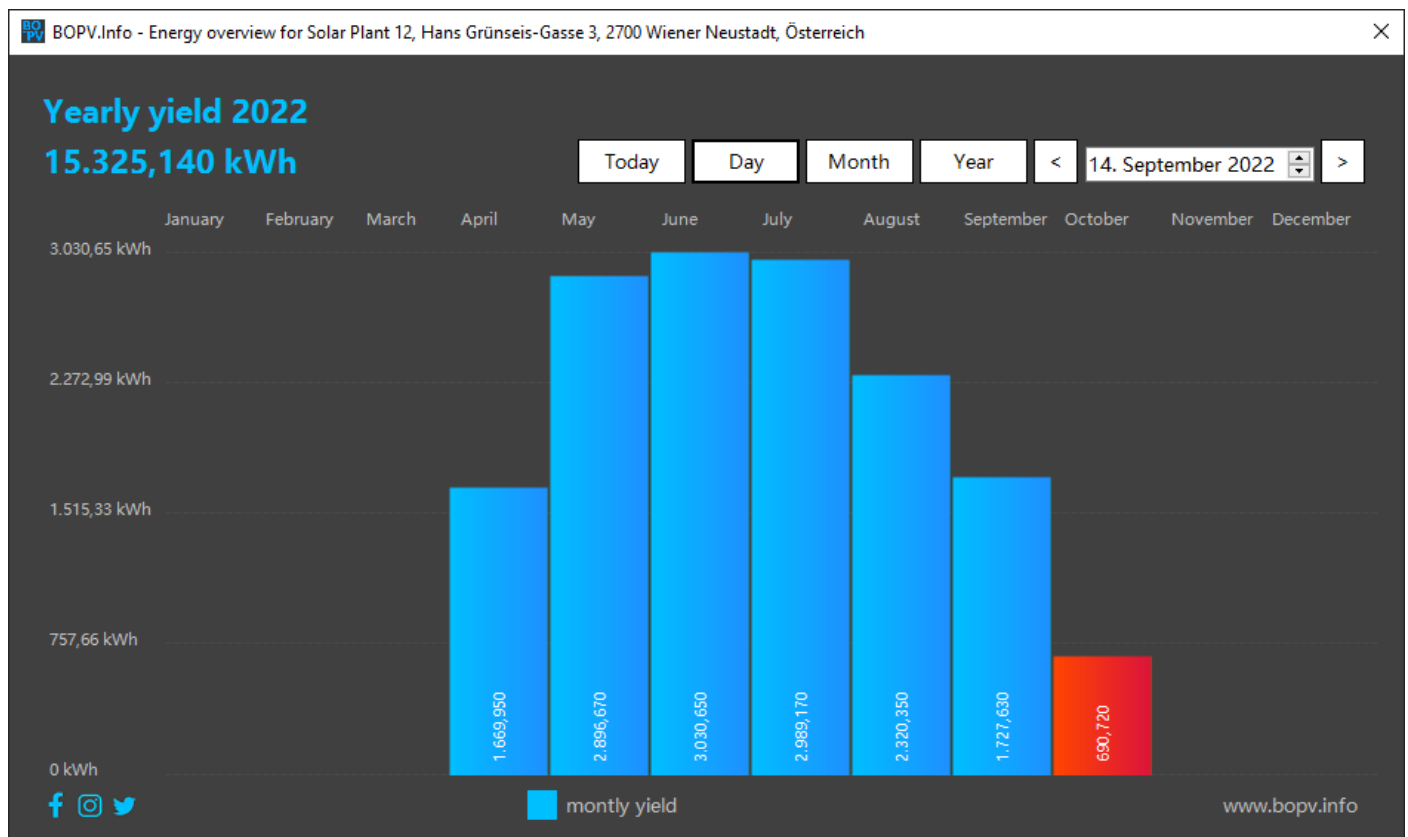 BO
PV
BOPV.Info - Energy overview for Solar Plant 12, Hans Grünseis-Gasse 3, 2700 Wiener Neustadt, Österreich
Yearly yield 2022
15.325,140 kWh
Today Day Month Year < 14. September 2022 >
January February March April May June July August September October November December
3.030,65 kWh
2.272,99 kWh
1.515,33 kWh
757,66 kWh
1.669,950 2.896,670 3.030,650 2.989,170 2.320,350 1.727,630 690,720
0 kWh
montly yield
www.bopv.info